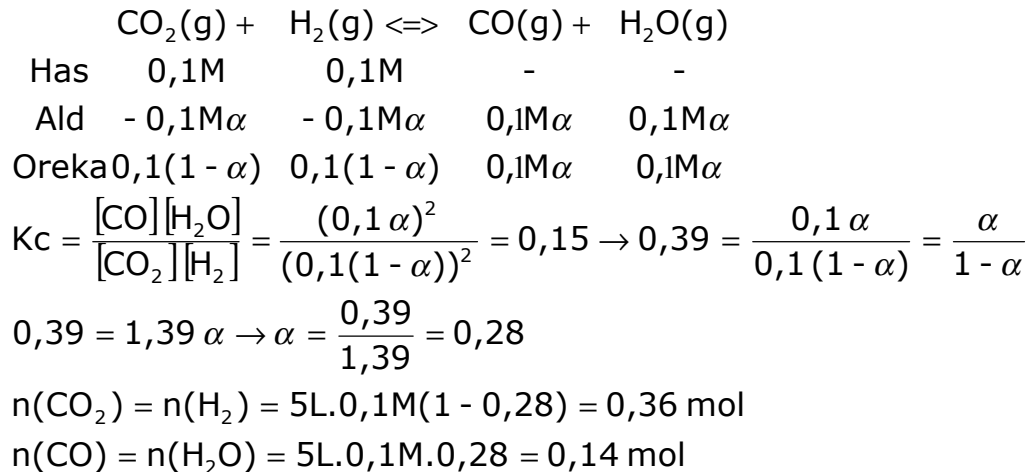 CO₂(g) + H₂(g) <=> CO(g) + H₂O(g)
Has 0,1M 0,1M - -
Ald - 0,1Mα - 0,1Mα 0,1Mα 0,1Mα
Oreka 0,1(1 - α) 0,1(1 - α) 0,1Mα 0,1Mα
Kc = [CO][H₂O] / [CO₂][H₂] = (0,1 α)² / (0,1(1 - α))² = 0,15 → 0,39 = 0,1 α / 0,1 (1 - α) = α / 1 - α
0,39 = 1,39 α → α = 0,39 / 1,39 = 0,28
n(CO₂) = n(H₂) = 5L.0,1M(1 - 0,28) = 0,36 mol
n(CO) = n(H₂O) = 5L.0,1M.0,28 = 0,14 mol